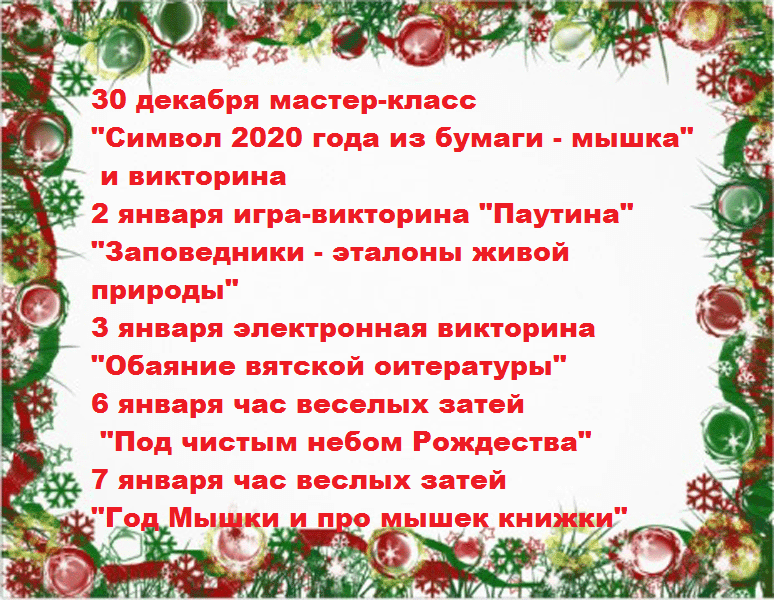 30 декабря мастер-класс
"Символ 2020 года из бумаги - мышка"
и викторина
2 января игра-викторина "Паутина"
"Заповедники - эталоны живой
природы"
3 января электронная викторина
"Обаяние вятской оитературы"
6 января час веселых затей
"Под чистым небом Рождества"
7 января час веслых затей
"Год Мышки и про мышек книжки"